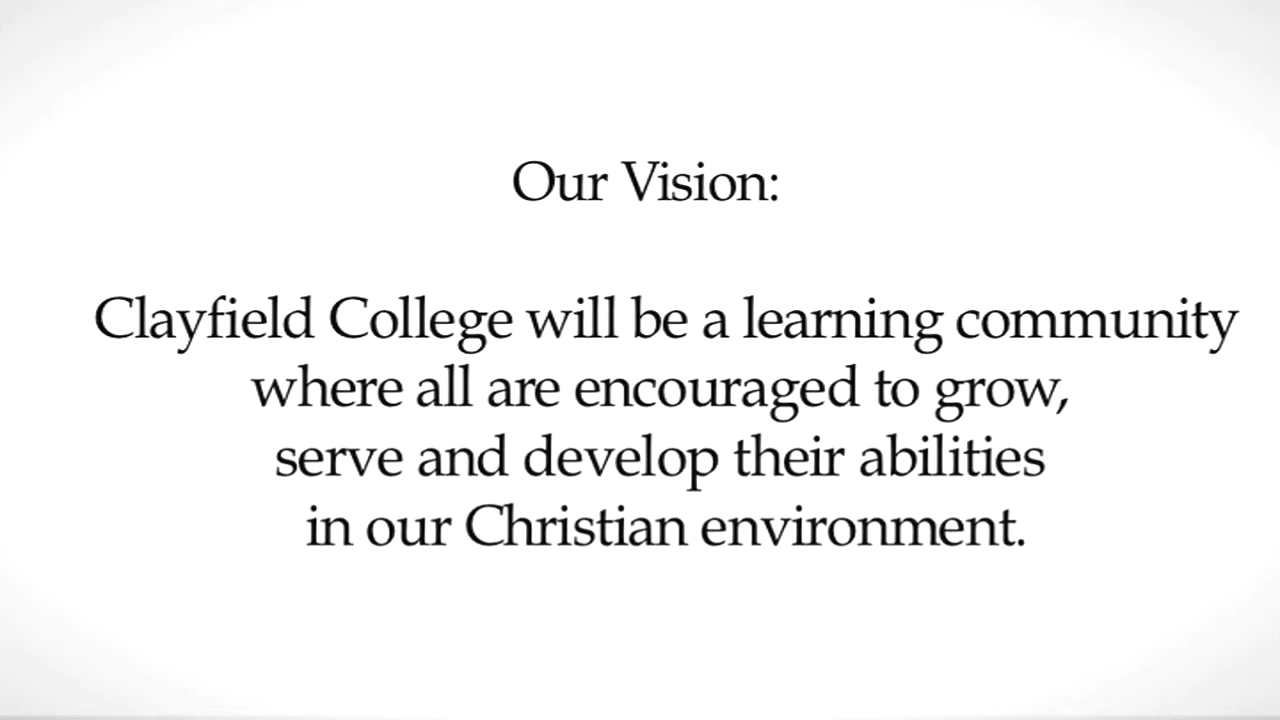 Our Vision:
Clayfield College will be a learning community
where all are encouraged to grow,
serve and develop their abilities
in our Christian environment.